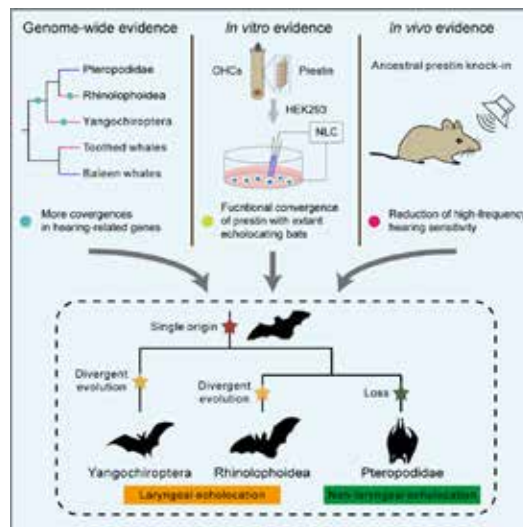 Genome-wide evidence
Pteropodidae
Rhinolophoidea
Yangochiroptera
Toothed whales
Baleen whales
More covergences
in hearing-related genes
In vitro evidence
OHCs
Prestin
HEK293
NLC
Fucntional convergence
of prestin with extant
echolocating bats
In vivo evidence
Ancestral prestin knock-in
Reduction of high-frequency
hearing sensitivity
Single origin
Divergent
evolution
Divergent
evolution
Loss
Yangochiroptera
Rhinolophoidea
Pteropodidae
Laryngeal echolocation
Non-laryngeal echolocation